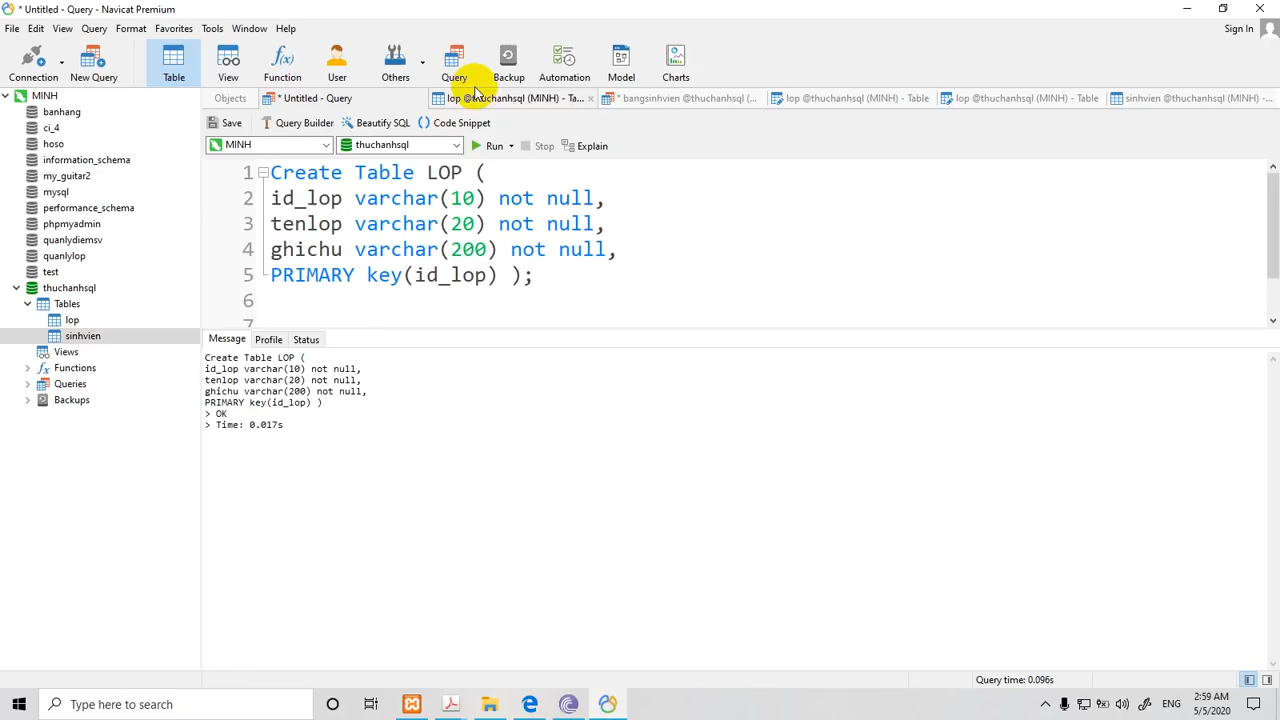 * Untitled - Query - Navicat Premium
File Edit View Query Format Favorites Tools Window Help
Sign In
Connection New Query Table View Function User Others Query Backup Automation Model Charts
Objects * Untitled - Query lop @thuchanhsql (MINH) - Ta... * bangsinhvien @thuchanhsql (... lop @thuchanhsql (MINH) - Table lop @thuchanhsql (MINH) - Table sinhvien @thuchanhsql (MINH) -...
Save Query Builder Beautify SQL () Code Snippet
MINH thuchanhsql Run Stop Explain
MINH
banhang
ci_4
hoso
information_schema
my_guitar2
mysql
performance_schema
phpmyadmin
quanlydiemsv
quanlylop
test
thuchanhsql
Tables
lop
sinhvien
Views
f(x) Functions
Queries
Backups
1 Create Table LOP (
2 id_lop varchar(10) not null,
3 tenlop varchar(20) not null,
4 ghichu varchar(200) not null,
5 PRIMARY key(id_lop) );
6
7
Message Profile Status
Create Table LOP (
id_lop varchar(10) not null,
tenlop varchar(20) not null,
ghichu varchar(200) not null,
PRIMARY key(id_lop) )
> OK
> Time: 0.017s
Query time: 0.096s
Type here to search
ENG
2:59 AM
5/5/2020